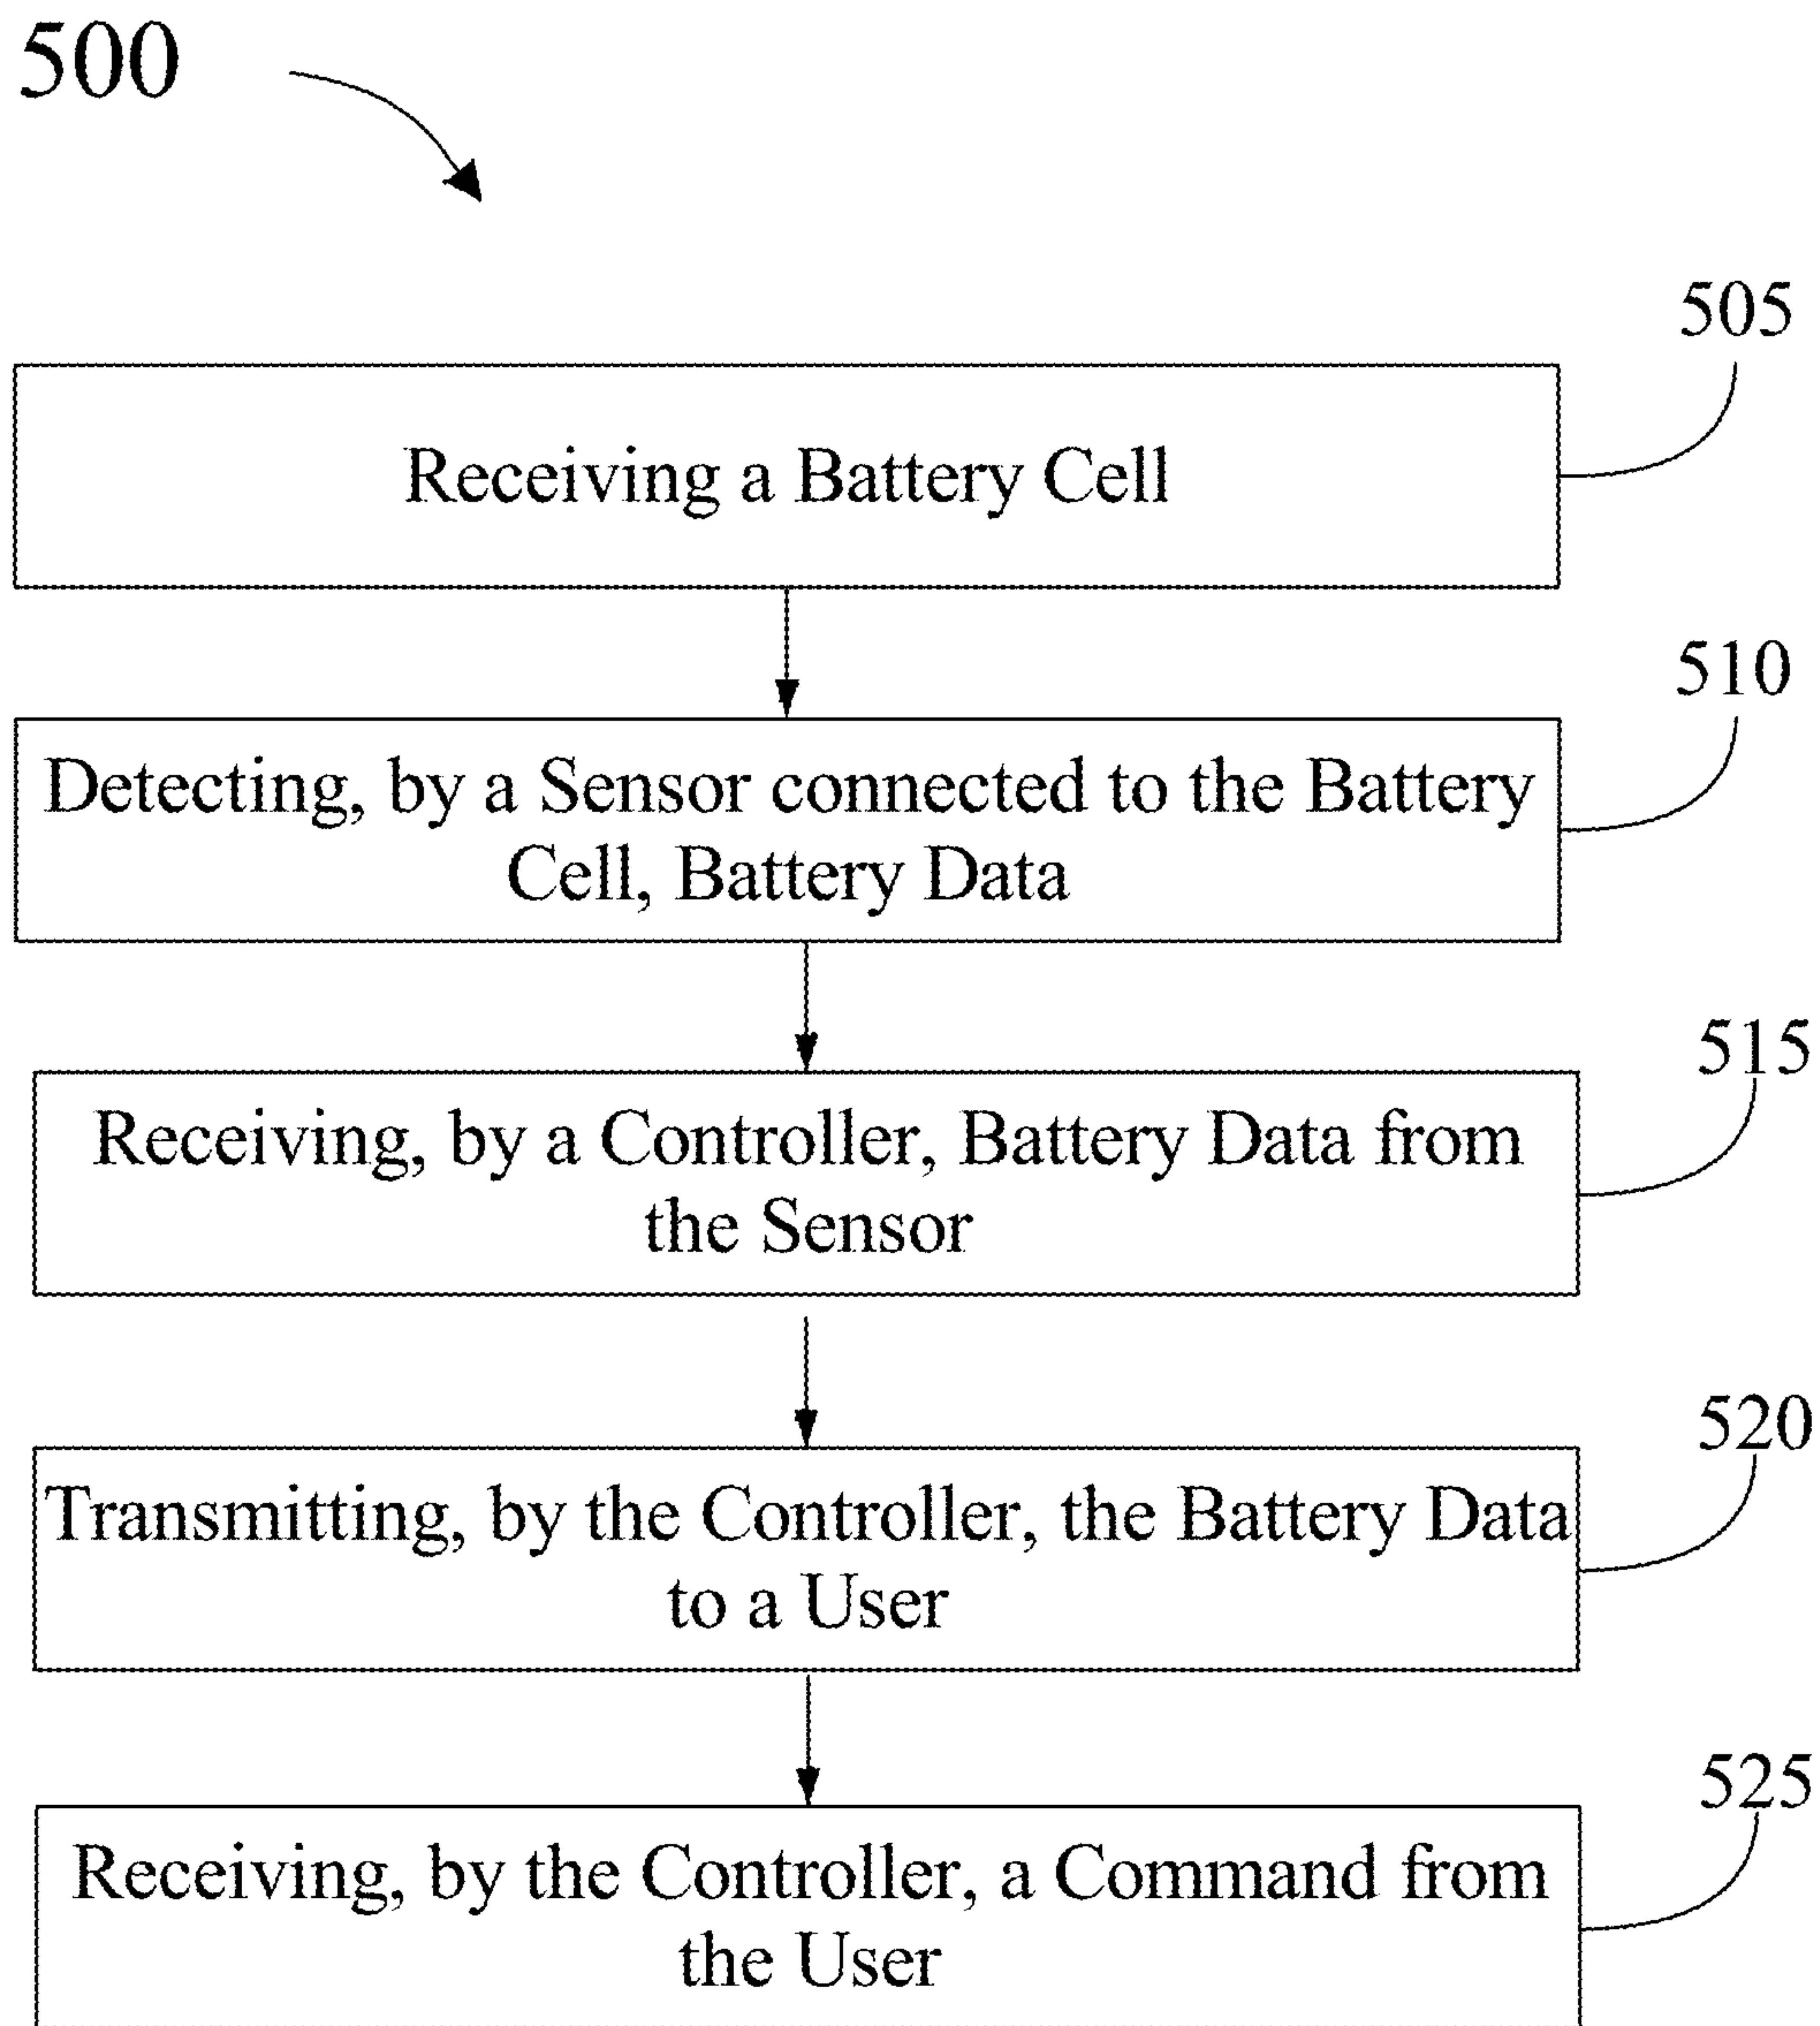 500
505
Receiving a Battery Cell
510
Detecting, by a Sensor connected to the Battery
Cell, Battery Data
515
Receiving, by a Controller, Battery Data from
the Sensor
520
Transmitting, by the Controller, the Battery Data
to a User
525
Receiving, by the Controller, a Command from
the User